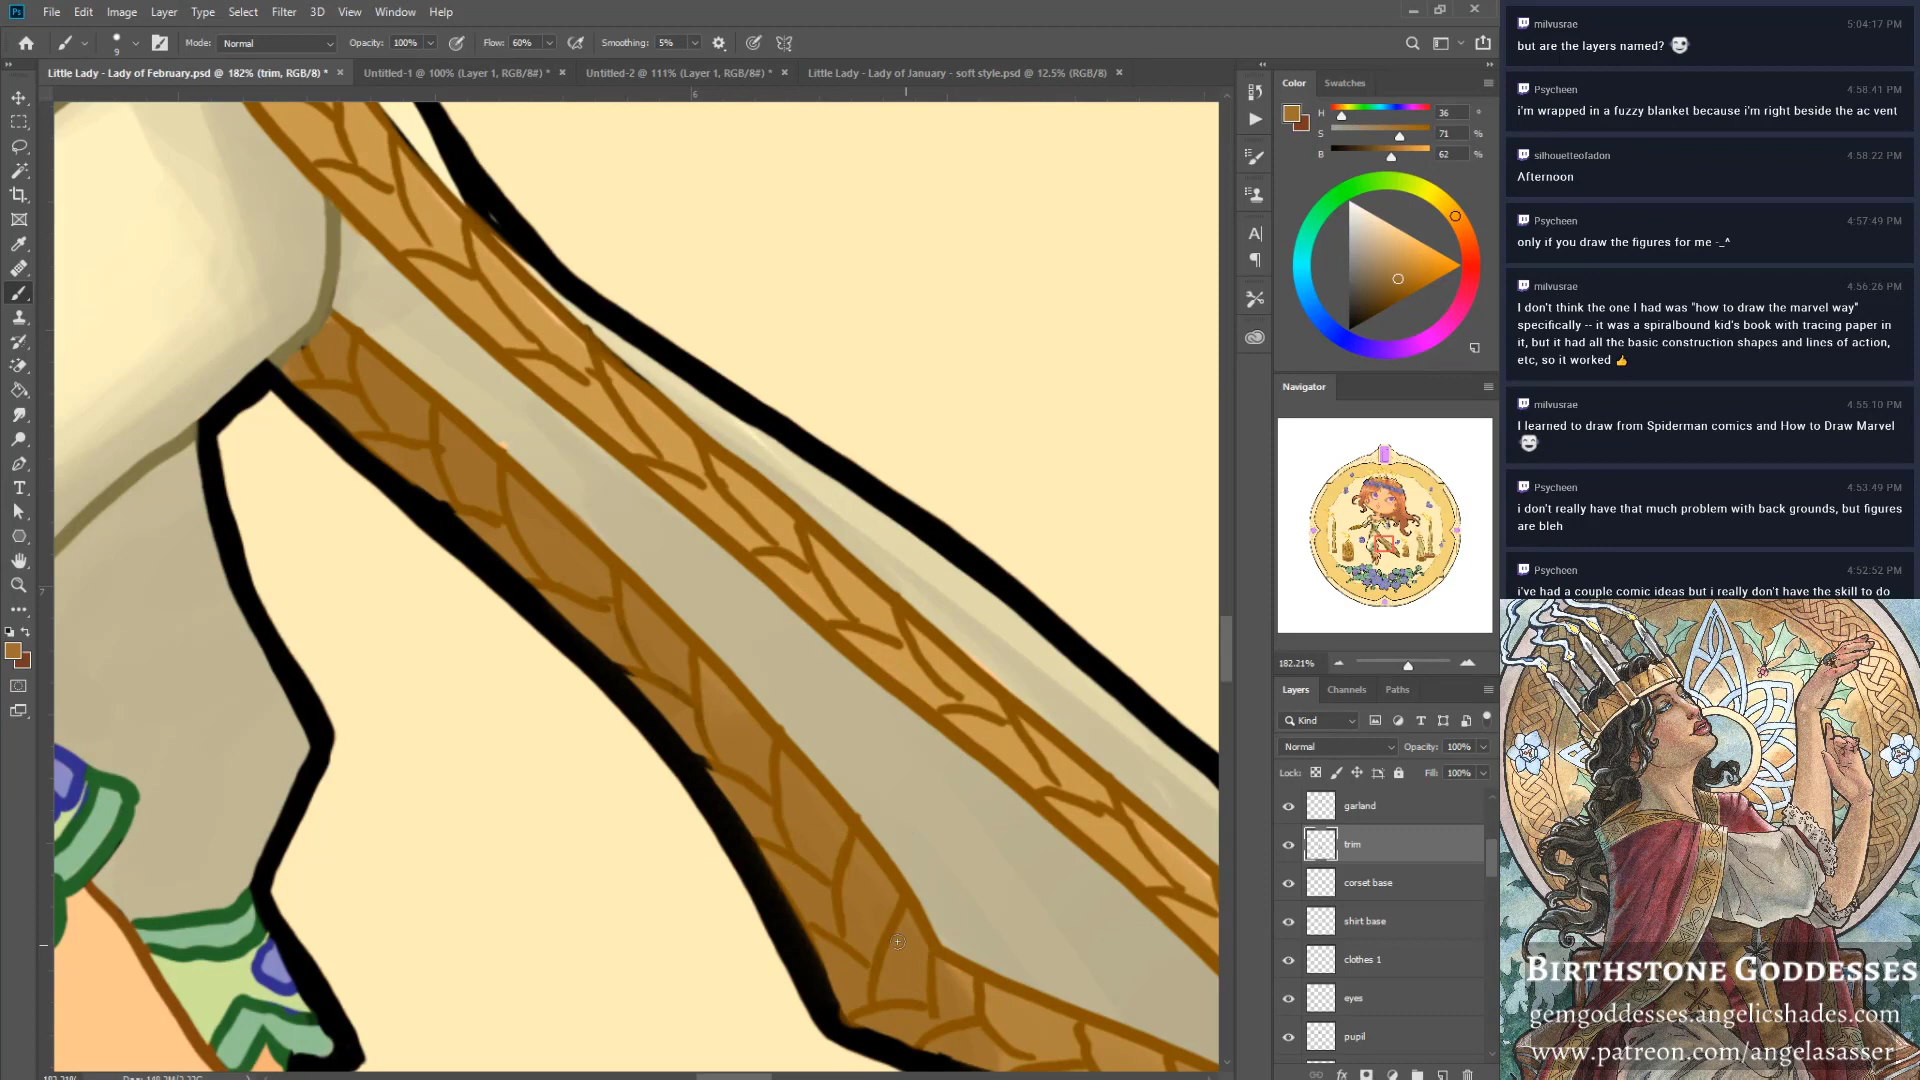 Ps File Edit Image Layer Type Select Filter 3D View Window Help
9 Mode: Normal Opacity: 100% Flow: 60% Smoothing: 5%
Little Lady - Lady of February.psd @ 182% (trim, RGB/8) * Untitled-1 @ 100% (Layer 1, RGB/8#) * Untitled-2 @ 111% (Layer 1, RGB/8#) * Little Lady - Lady of January - soft style.psd @ 12.5% (RGB/8)
6
7
Color Swatches
H 36 °
S 71 %
B 62 %
Navigator
182.21%
Layers Channels Paths
Kind
Normal Opacity: 100%
Lock: Fill: 100%
garland
trim
corset base
shirt base
clothes 1
eyes
pupil
milvusrae 5:04:17 PM
but are the layers named?
Psycheen 4:58:41 PM
i'm wrapped in a fuzzy blanket because i'm right beside the ac vent
silhouetteofadon 4:58:22 PM
Afternoon
Psycheen 4:57:49 PM
only if you draw the figures for me -_^
milvusrae 4:56:26 PM
I don't think the one I had was "how to draw the marvel way"
specifically -- it was a spiralbound kid's book with tracing paper in
it, but it had all the basic construction shapes and lines of action,
etc, so it worked 👍
milvusrae 4:55:10 PM
I learned to draw from Spiderman comics and How to Draw Marvel
Psycheen 4:53:49 PM
i don't really have that much problem with back grounds, but figures
are bleh
Psycheen 4:52:52 PM
i've had a couple comic ideas but i really don't have the skill to do
Birthstone Goddesses
gemgoddesses.angelicshades.com
www.patreon.com/angelasasser